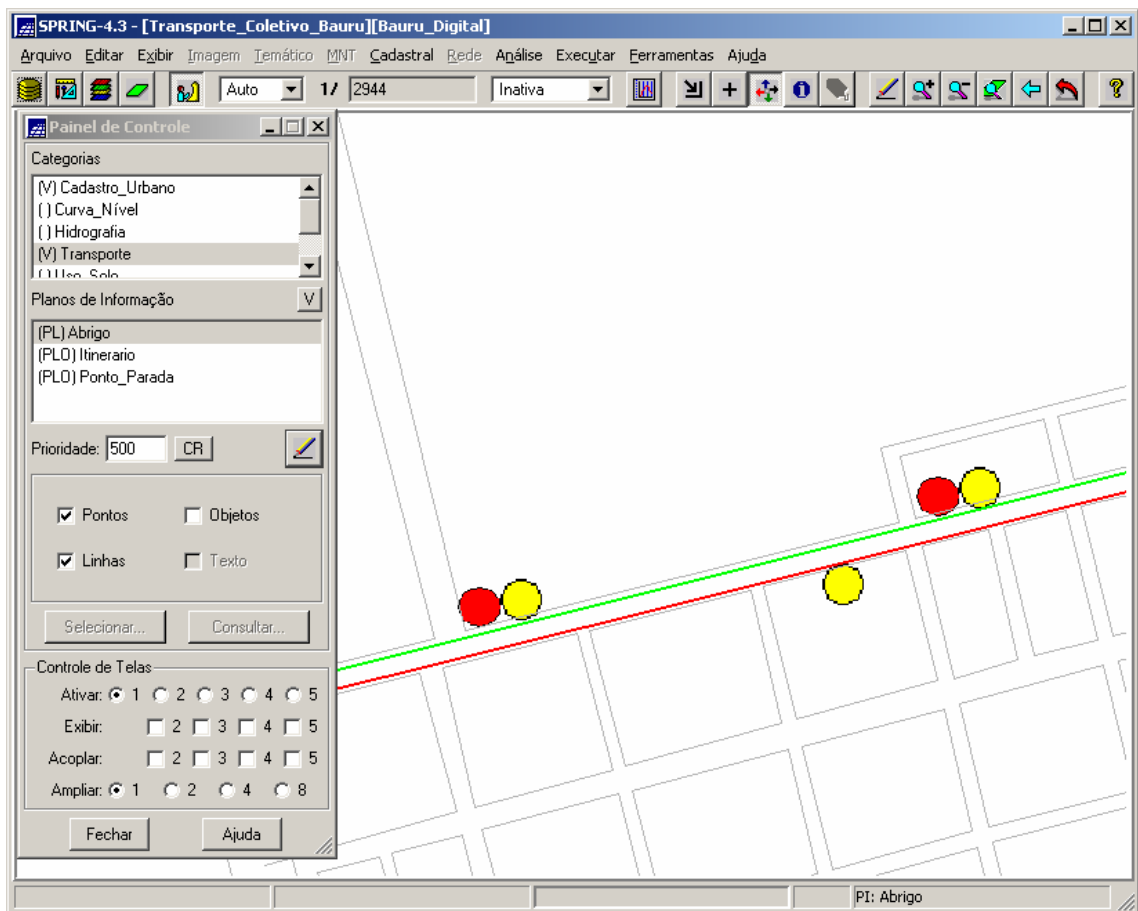 SPRING-4.3 - [Transporte_Coletivo_Bauru][Bauru_Digital]
Arquivo Editar Exibir Imagem Temático MNT Cadastral Rede Análise Executar Ferramentas Ajuda
Auto 1/ 2944 Inativa
Painel de Controle
Categorias
(V) Cadastro_Urbano
( ) Curva_Nível
( ) Hidrografia
(V) Transporte
( ) Uso_Solo
Planos de Informação V
(PL) Abrigo
(PLO) Itinerario
(PLO) Ponto_Parada
Prioridade: 500 CR
Pontos Objetos
Linhas Texto
Selecionar... Consultar...
Controle de Telas
Ativar: 1 2 3 4 5
Exibir: 2 3 4 5
Acoplar: 2 3 4 5
Ampliar: 1 2 4 8
Fechar Ajuda
PI: Abrigo